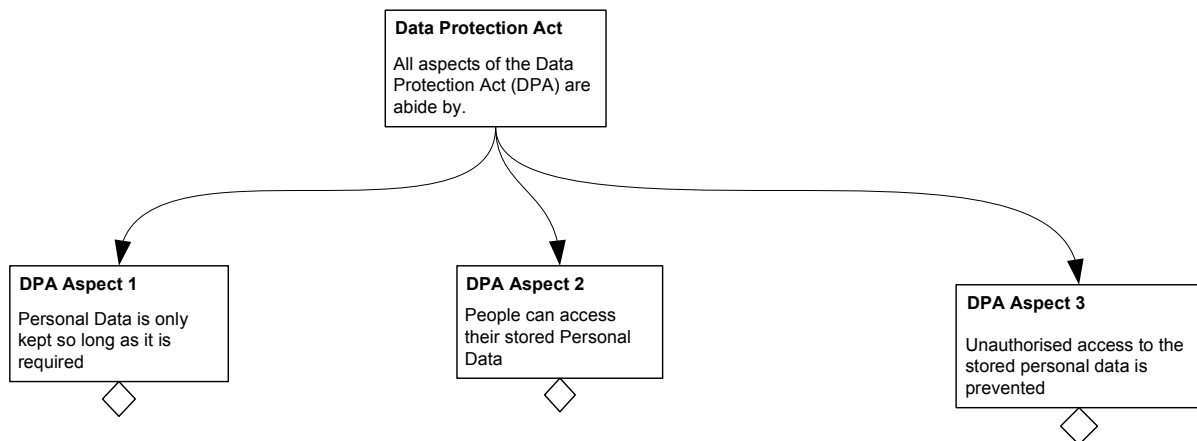 Data Protection Act
All aspects of the Data
Protection Act (DPA) are
abide by.
DPA Aspect 1
Personal Data is only
kept so long as it is
required
DPA Aspect 2
People can access
their stored Personal
Data
DPA Aspect 3
Unauthorised access to the
stored personal data is
prevented